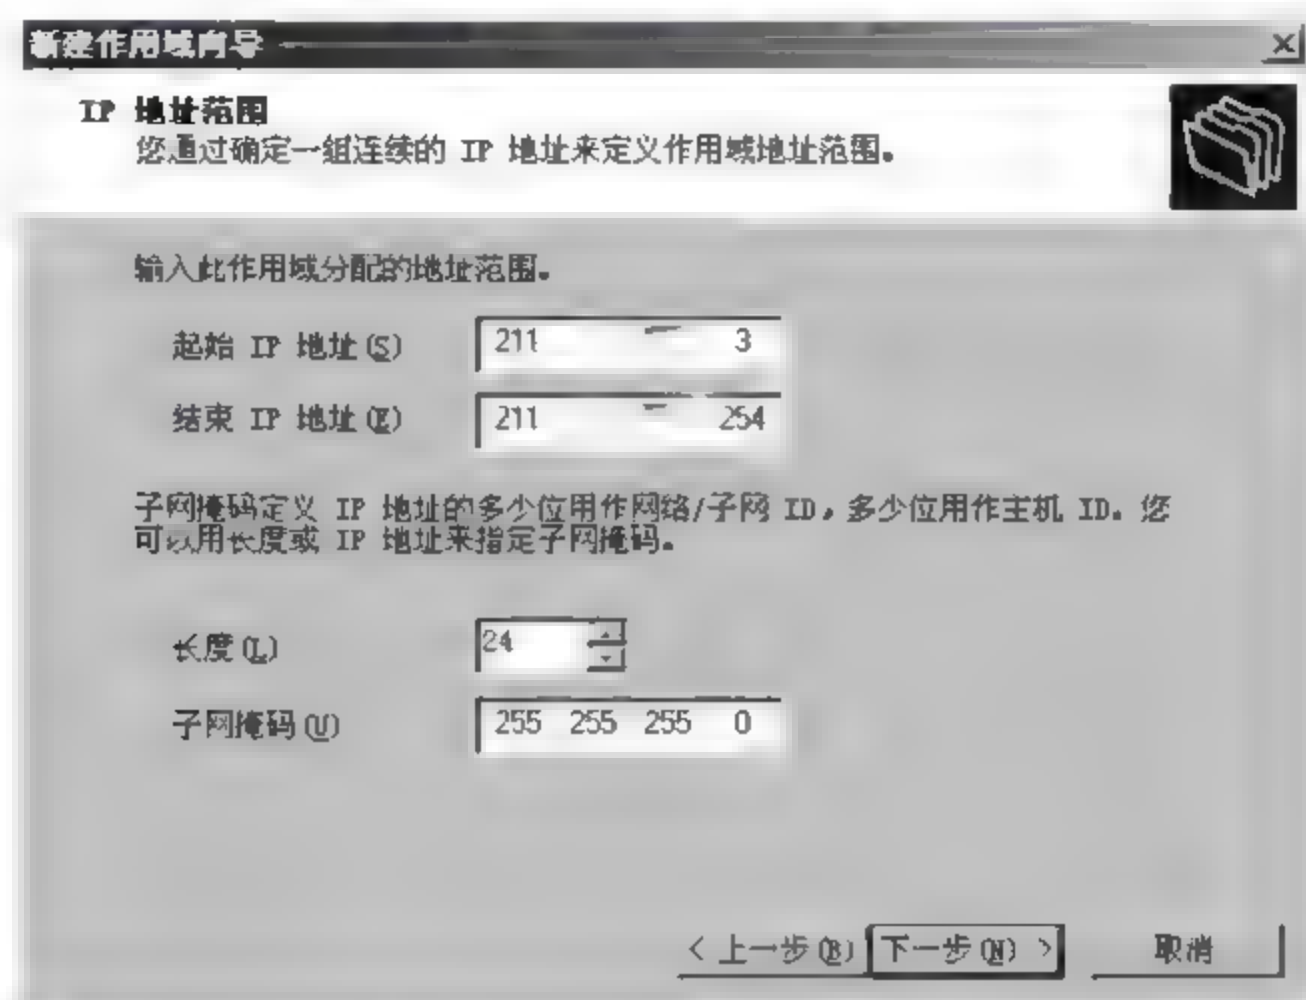 新建作用域向导
IP 地址范围
您通过确定一组连续的 IP 地址来定义作用域地址范围。
输入此作用域分配的地址范围。
起始 IP 地址(S) 211 3
结束 IP 地址(E) 211 254
子网掩码定义 IP 地址的多少位用作网络/子网 ID，多少位用作主机 ID。您
可以用长度或 IP 地址来指定子网掩码。
长度(L) 24
子网掩码(U) 255 255 255 0
< 上一步(B) 下一步(N) > 取消